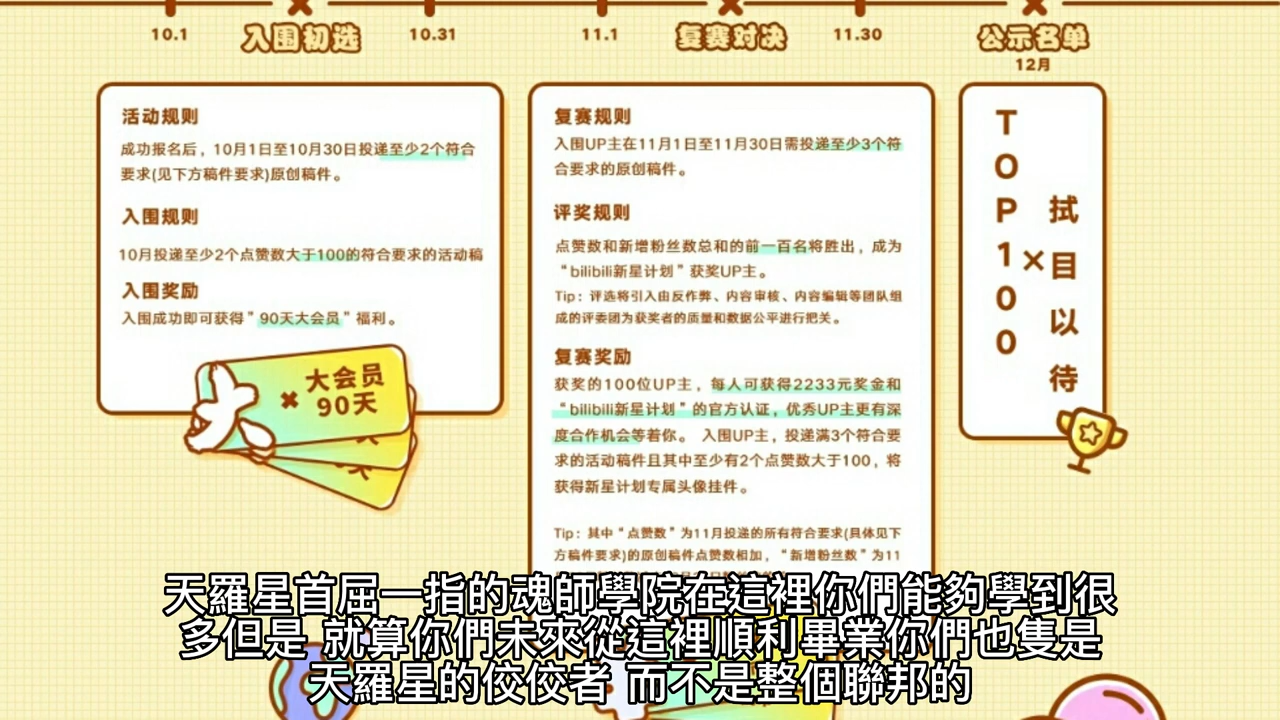 10.1
入围初选
10.31
11.1
复赛对决
11.30
公示名单
12月
活动规则
成功报名后，10月1日至10月30日投递至少2个符合
要求(见下方稿件要求)原创稿件。
入围规则
10月投递至少2个点赞数大于100的符合要求的活动稿
入围奖励
入围成功即可获得"90天大会员"福利。
大会员
×90天
复赛规则
入围UP主在11月1日至11月30日需投递至少3个符
合要求的原创稿件。
评奖规则
点赞数和新增粉丝数总和的前一百名将胜出，成为
“bilibili新星计划”获奖UP主。
Tip：评选将引入由反作弊、内容审核、内容编辑等团队组
成的评委团为获奖者的质量和数据公平进行把关。
复赛奖励
获奖的100位UP主，每人可获得2233元奖金和
“bilibili新星计划”的官方认证，优秀UP主更有深
度合作机会等着你。 入围UP主，投递满3个符合要
求的活动稿件且其中至少有2个点赞数大于100，将
获得新星计划专属头像挂件。
Tip：其中“点赞数”为11月投递的所有符合要求(具体见下
方稿件要求)的原创稿件点赞数相加，“新增粉丝数”为11
TOP100
×
拭目以待
天羅星首屈一指的魂師學院在這裡你們能夠學到很
多但是 就算你們未來從這裡順利畢業你們也隻是
天羅星的佼佼者 而不是整個聯邦的